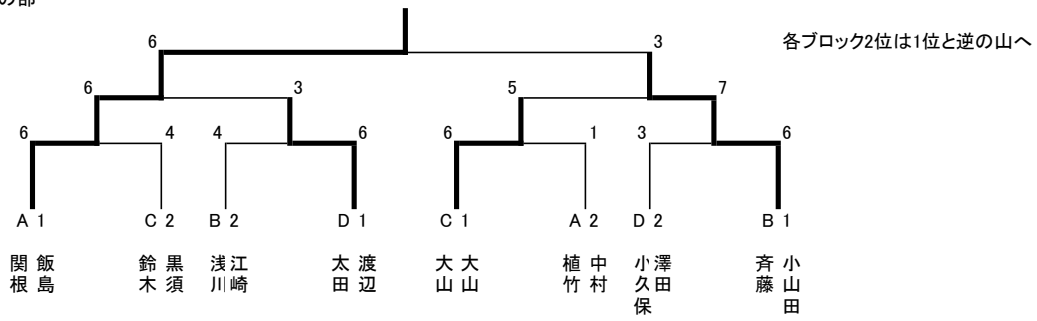 の部
6 3 各ブロック2位は1位と逆の山へ
6 3 5 7
6 4 4 6 6 1 3 6
A 1 C 2 B 2 D 1 C 1 A 2 D 2 B 1
関根 飯島 鈴木 黒須 浅川 江崎 太田 渡辺 大山 大山 植竹 中村 小久保 澤田 斉藤 小山田